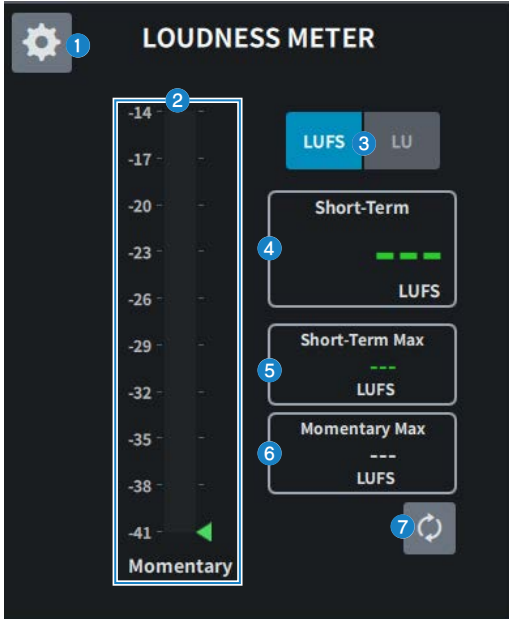 1
LOUDNESS METER
2
-14
-17
-20
-23
-26
-29
-32
-35
-38
-41
Momentary
LUFS
3
LU
4
Short-Term
---
LUFS
5
Short-Term Max
---
LUFS
6
Momentary Max
---
LUFS
7